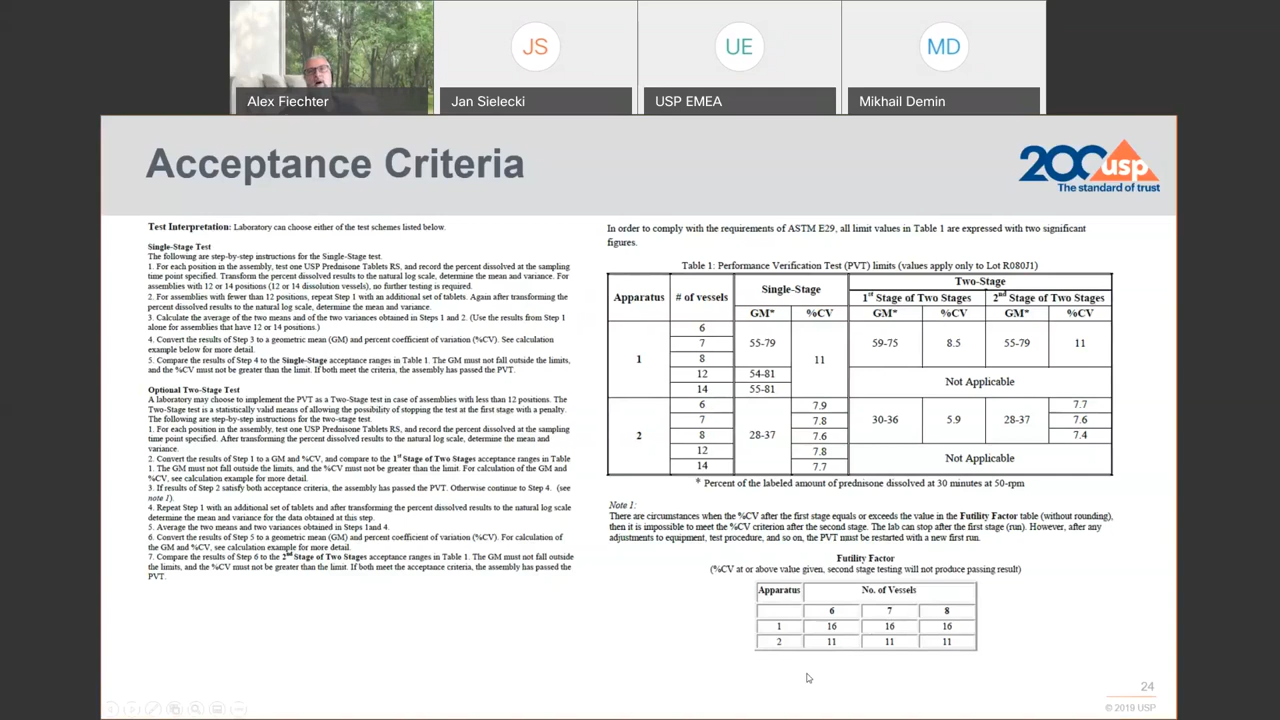 JS
UE
MD
Alex Fiechter
Jan Sielecki
USP EMEA
Mikhail Demin
Acceptance Criteria
200 usp
The standard of trust
Test Interpretation: Laboratory can choose either of the test schemes listed below.
Single-Stage Test
The following are step-by-step instructions for the Single-Stage test.
1. For each position in the assembly, test one USP Prednisone Tablets RS, and record the percent dissolved at the sampling
time point specified. Transform the percent dissolved results to the natural log scale, determine the mean and variance. For
assemblies with 12 or 14 positions (12 or 14 dissolution vessels), no further testing is required.
2. For assemblies with fewer than 12 positions, repeat Step 1 with an additional set of tablets. Again after transforming the
percent dissolved results to the natural log scale, determine the mean and variance.
3. Calculate the average of the two means and of the two variances obtained in Steps 1 and 2. (Use the results from Step 1
alone for assemblies that have 12 or 14 positions.)
4. Convert the results of Step 3 to a geometric mean (GM) and percent coefficient of variation (%CV). See calculation
example below for more detail.
5. Compare the results of Step 4 to the Single-Stage acceptance ranges in Table 1. The GM must not fall outside the limits,
and the %CV must not be greater than the limit. If both meet the criteria, the assembly has passed the PVT.
Optional Two-Stage Test
A laboratory may choose to implement the PVT as a Two-Stage test in case of assemblies with less than 12 positions. The
Two-Stage test is a statistically valid means of allowing the possibility of stopping the test at the first stage with a penalty.
The following are step-by-step instructions for the two-stage test.
1. For each position in the assembly, test one USP Prednisone Tablets RS, and record the percent dissolved at the sampling
time point specified. After transforming the percent dissolved results to the natural log scale, determine the mean and
variance.
2. Convert the results of Step 1 to a GM and %CV, and compare to the 1st Stage of Two Stages acceptance ranges in Table
1. The GM must not fall outside the limits, and the %CV must not be greater than the limit. For calculation of the GM and
%CV, see calculation example for more detail.
3. If results of Step 2 satisfy both acceptance criteria, the assembly has passed the PVT. Otherwise continue to Step 4. (see
note 1).
4. Repeat Step 1 with an additional set of tablets and after transforming the percent dissolved results to the natural log scale
determine the mean and variance for the data obtained at this step.
5. Average the two means and two variances obtained in Steps 1and 4.
6. Convert the results of Step 5 to a geometric mean (GM) and percent coefficient of variation (%CV). For calculation of
the GM and %CV, see calculation example for more detail.
7. Compare the results of Step 6 to the 2nd Stage of Two Stages acceptance ranges in Table 1. The GM must not fall outside
the limits, and the %CV must not be greater than the limit. If both meet the acceptance criteria, the assembly has passed the
PVT.
In order to comply with the requirements of ASTM E29, all limit values in Table 1 are expressed with two significant
figures.
Table 1: Performance Verification Test (PVT) limits (values apply only to Lot R080J1)
Apparatus # of vessels Single-Stage Two-Stage
1st Stage of Two Stages 2nd Stage of Two Stages
GM* %CV GM* %CV GM* %CV
1 6 55-79 11 59-75 8.5 55-79 11
7
8
12 54-81 Not Applicable
14 55-81
2 6 28-37 7.9 30-36 5.9 28-37 7.7
7 7.8 7.6
8 7.6 7.4
12 7.8 Not Applicable
14 7.7
* Percent of the labeled amount of prednisone dissolved at 30 minutes at 50-rpm
Note 1:
There are circumstances when the %CV after the first stage equals or exceeds the value in the Futility Factor table (without rounding),
then it is impossible to meet the %CV criterion after the second stage. The lab can stop after the first stage (run). However, after any
adjustments to equipment, test procedure, and so on, the PVT must be restarted with a new first run.
Futility Factor
(%CV at or above value given, second stage testing will not produce passing result)
Apparatus No. of Vessels
6 7 8
1 16 16 16
2 11 11 11
24
© 2019 USP